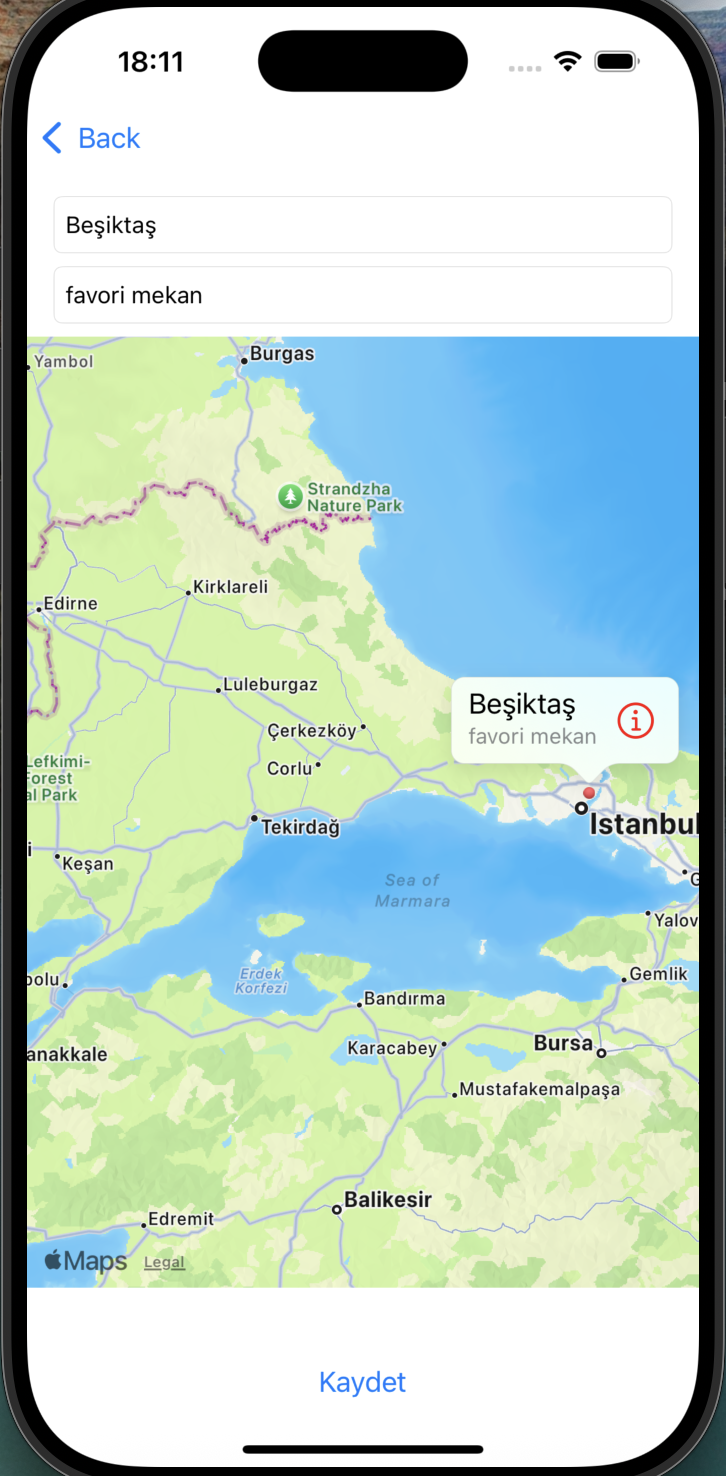 18:11
Back
Beşiktaş
favori mekan
Burgas
Yambol
Strandzha
Nature Park
Kirklareli
Edirne
Luleburgaz
Beşiktaş
favori mekan
Çerkezköy
Corlu
Lefkimi-
Forest
al Park
Istanbul
Tekirdağ
Keşan
Sea of
Marmara
Yalov
Erdek
Korfezi
Gemlik
bolu
Bandırma
Bursa
Karacabey
anakkale
Mustafakemalpaşa
Balikesir
Edremit
Maps
Legal
Kaydet